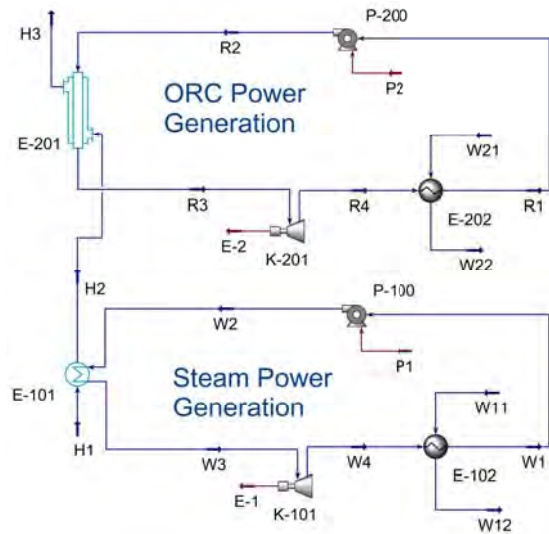 H3
R2
P-200
P2
ORC Power
Generation
E-201
W21
R3
R4
R1
E-2
K-201
E-202
W22
H2
P-100
W2
P1
Steam Power
Generation
E-101
W11
H1
W3
W4
W1
E-102
E-1
K-101
W12